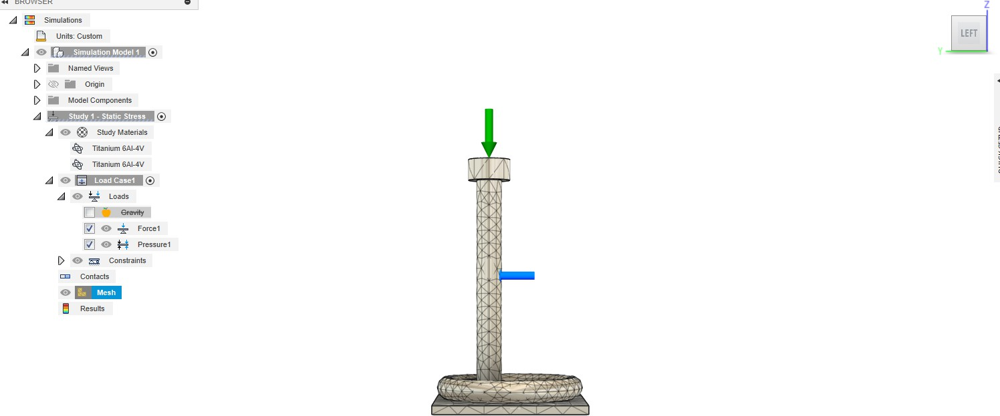 BROWSER
Simulations
Units: Custom
Simulation Model 1
Named Views
Origin
Model Components
Study 1 - Static Stress
Study Materials
Titanium 6Al-4V
Titanium 6Al-4V
Load Case1
Loads
Gravity
Force1
Pressure1
Constraints
Contacts
Mesh
Results
Z
LEFT
Y